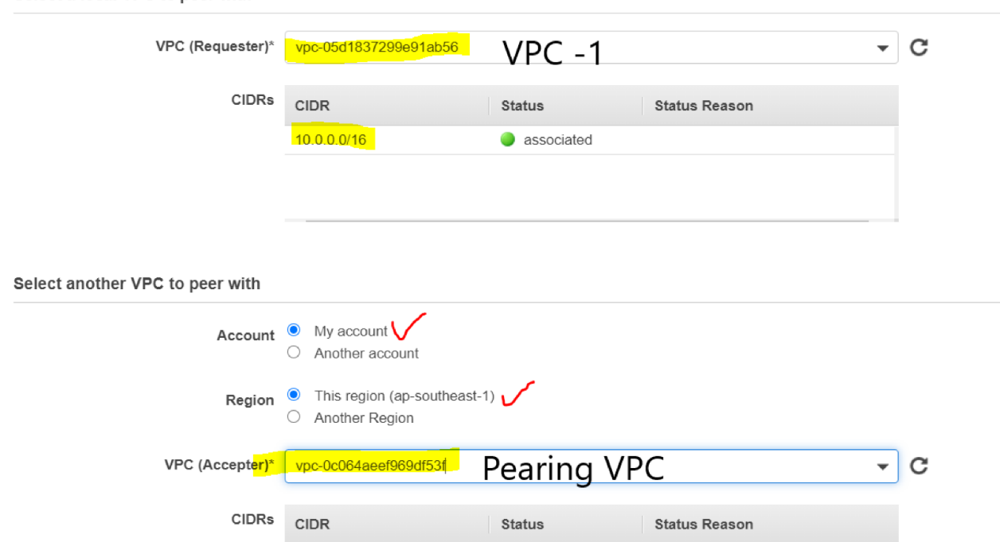 VPC (Requester)* vpc-05d1837299e91ab56 VPC -1
CIDRs CIDR Status Status Reason
10.0.0.0/16 associated
Select another VPC to peer with
Account My account
Another account
Region This region (ap-southeast-1)
Another Region
VPC (Accepter)* vpc-0c064aeef969df53f Pearing VPC
CIDRs CIDR Status Status Reason